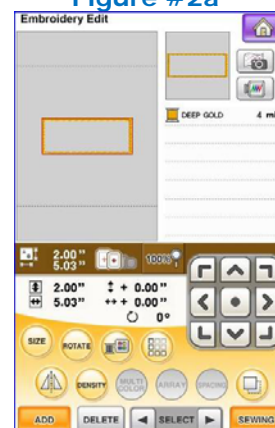 Figure #2a
Embroidery Edit
DEEP GOLD 4 mi
2.00"
5.03"
100%
2.00" + 0.00"
5.03" + 0.00"
0°
SIZE ROTATE
DENSITY MULTI COLOR ARRAY SPACING
ADD DELETE SELECT SEWING